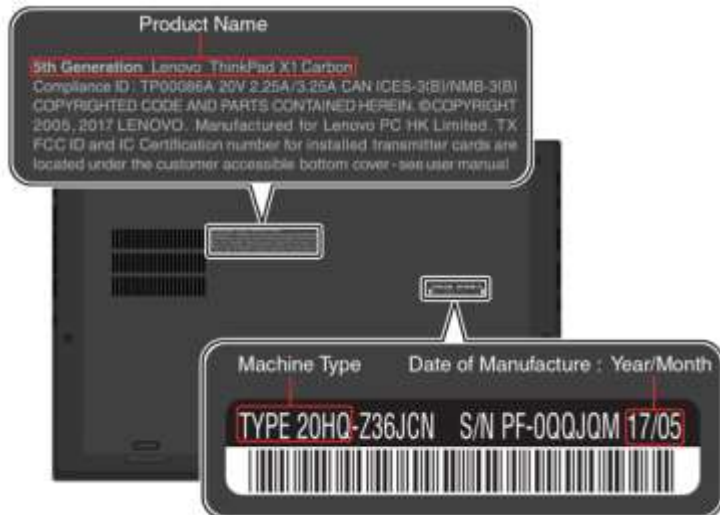 Product Name
5th Generation Lenovo ThinkPad X1 Carbon
Compliance ID: TP00086A 20V 2.25A/3.25A CAN ICES-3(B)/NMB-3(B)
COPYRIGHTED CODE AND PARTS CONTAINED HEREIN. ©COPYRIGHT
2005, 2017 LENOVO. Manufactured for Lenovo PC HK Limited. TX
FCC ID and IC Certification number for installed transmitter cards are
located under the customer accessible bottom cover - see user manual
Machine Type
Date of Manufacture : Year/Month
TYPE 20HQ-Z36JCN S/N PF-0QQJQM 17/05